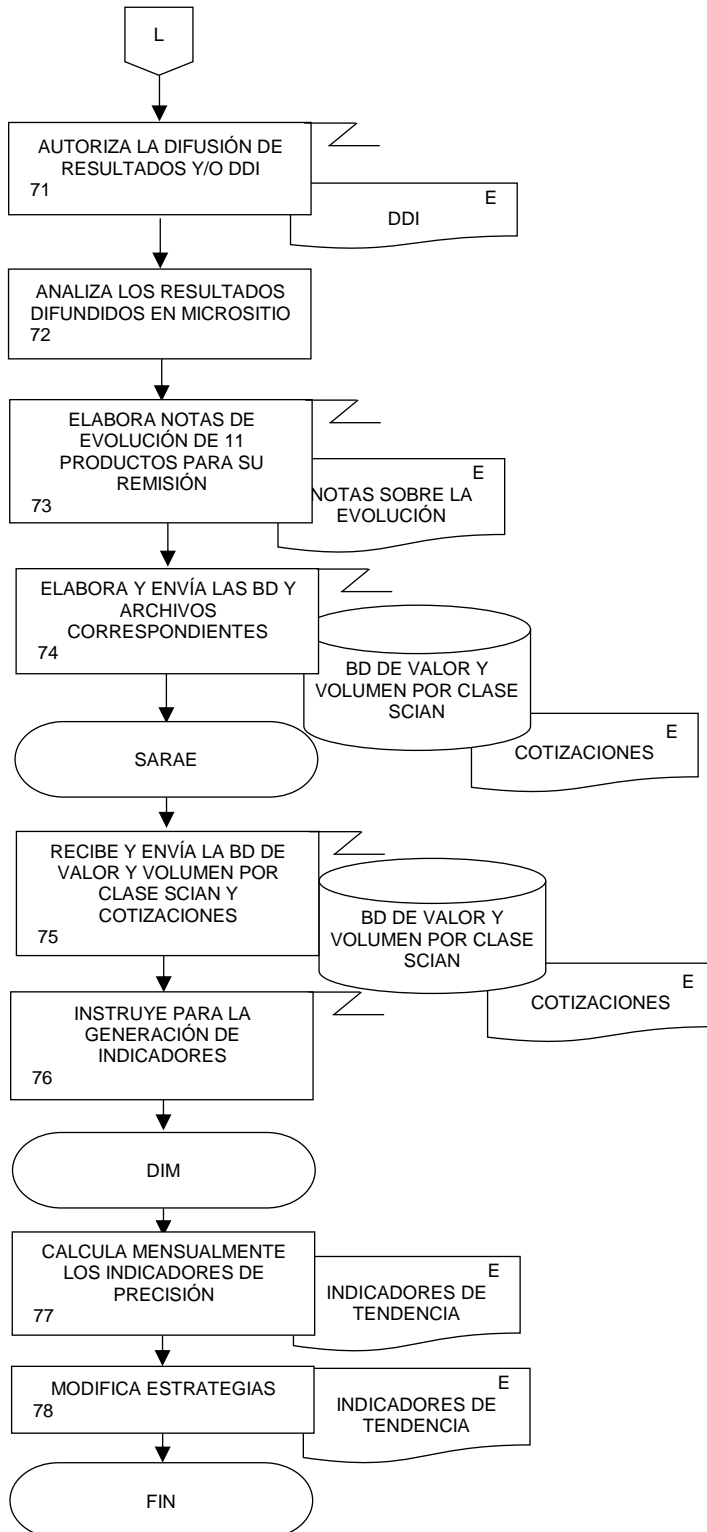 L
AUTORIZA LA DIFUSIÓN DE
RESULTADOS Y/O DDI
71
E
DDI
ANALIZA LOS RESULTADOS
DIFUNDIDOS EN MICROSITIO
72
ELABORA NOTAS DE
EVOLUCIÓN DE 11
PRODUCTOS PARA SU
REMISIÓN
73
E
NOTAS SOBRE LA
EVOLUCIÓN
ELABORA Y ENVÍA LAS BD Y
ARCHIVOS
CORRESPONDIENTES
74
BD DE VALOR Y
VOLUMEN POR CLASE
SCIAN
E
COTIZACIONES
SARAE
RECIBE Y ENVÍA LA BD DE
VALOR Y VOLUMEN POR
CLASE SCIAN Y
COTIZACIONES
75
BD DE VALOR Y
VOLUMEN POR CLASE
SCIAN
E
COTIZACIONES
INSTRUYE PARA LA
GENERACIÓN DE
INDICADORES
76
DIM
CALCULA MENSUALMENTE
LOS INDICADORES DE
PRECISIÓN
77
E
INDICADORES DE
TENDENCIA
MODIFICA ESTRATEGIAS
78
E
INDICADORES DE
TENDENCIA
FIN